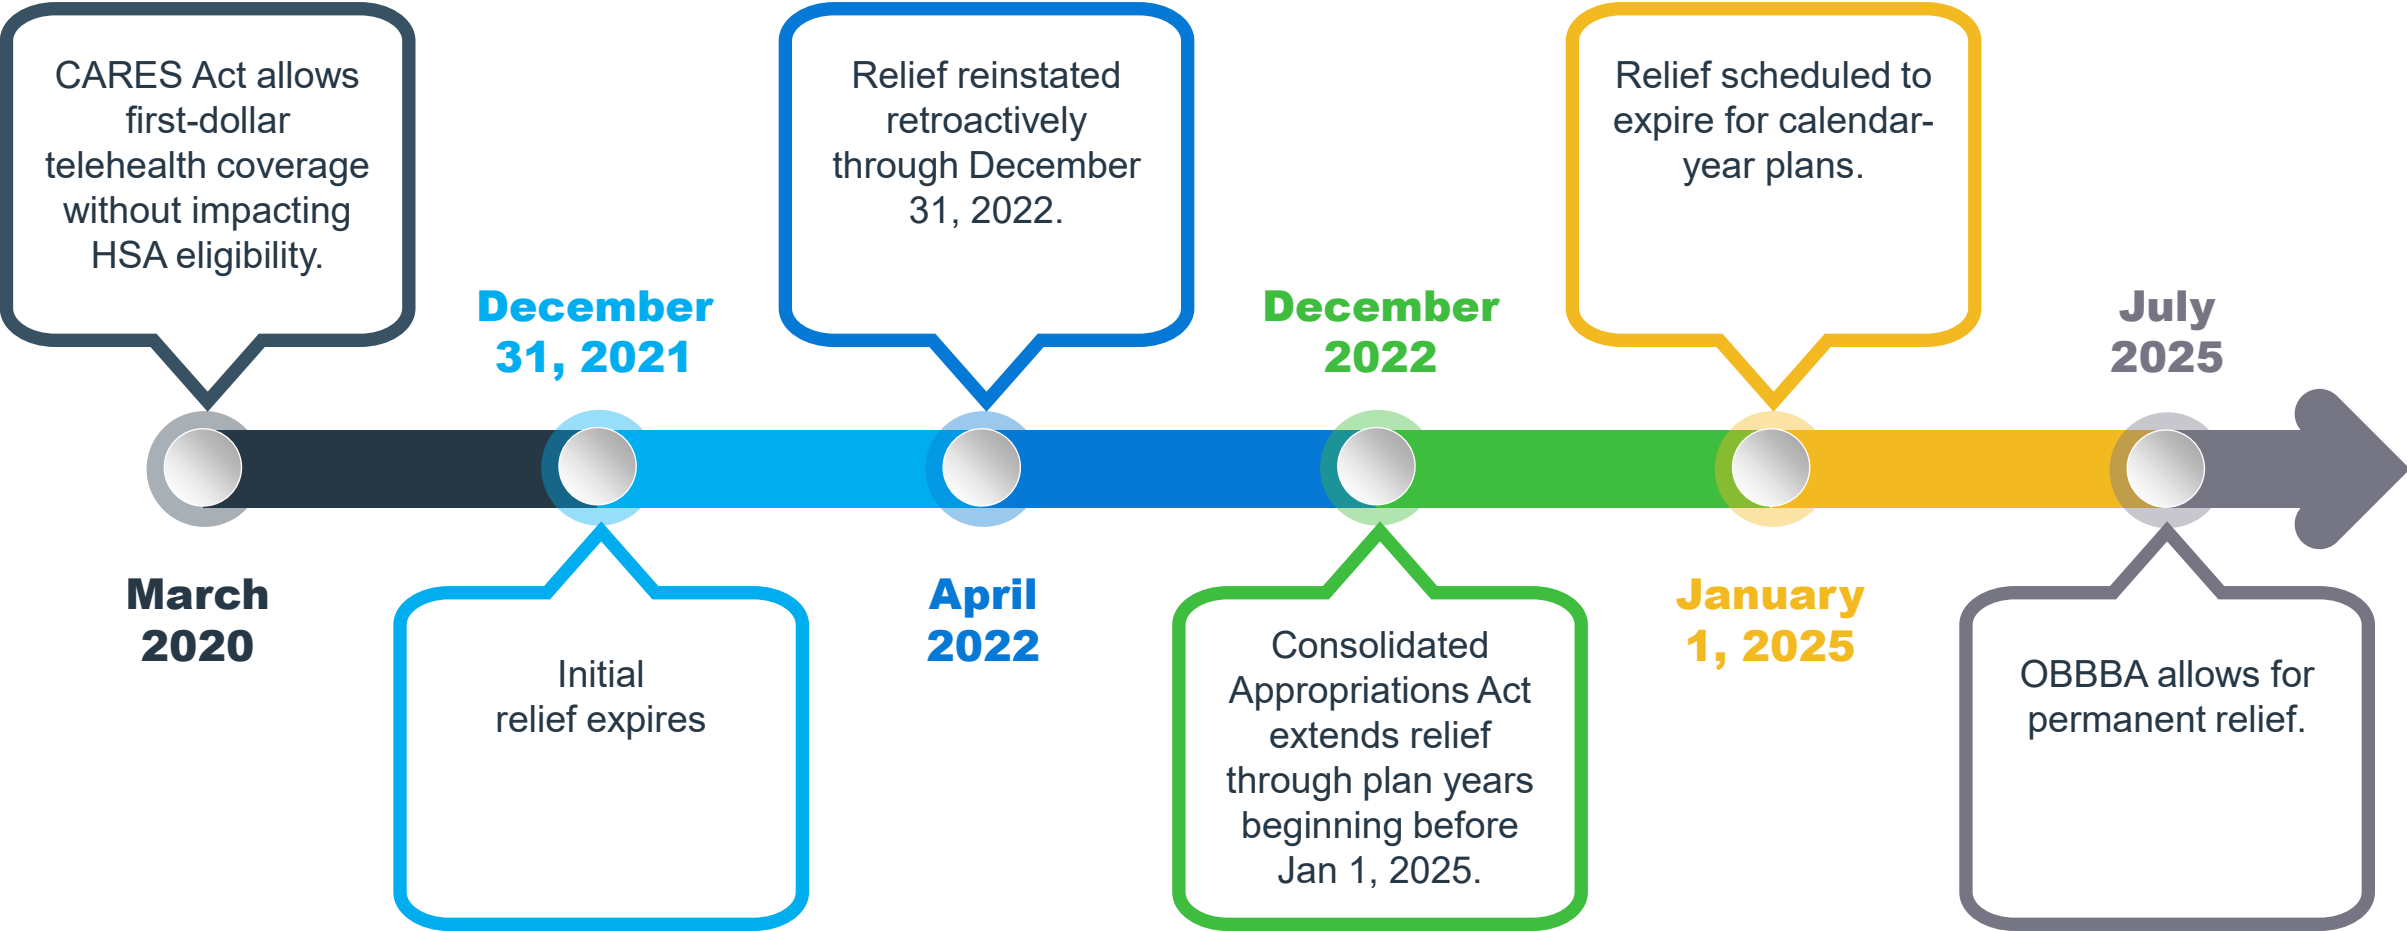 CARES Act allows
first-dollar
telehealth coverage
without impacting
HSA eligibility.
March
2020
December
31, 2021
Initial
relief expires
Relief reinstated
retroactively
through December
31, 2022.
April
2022
December
2022
Consolidated
Appropriations Act
extends relief
through plan years
beginning before
Jan 1, 2025.
Relief scheduled to
expire for calendar-
year plans.
January
1, 2025
July
2025
OBBBA allows for
permanent relief.